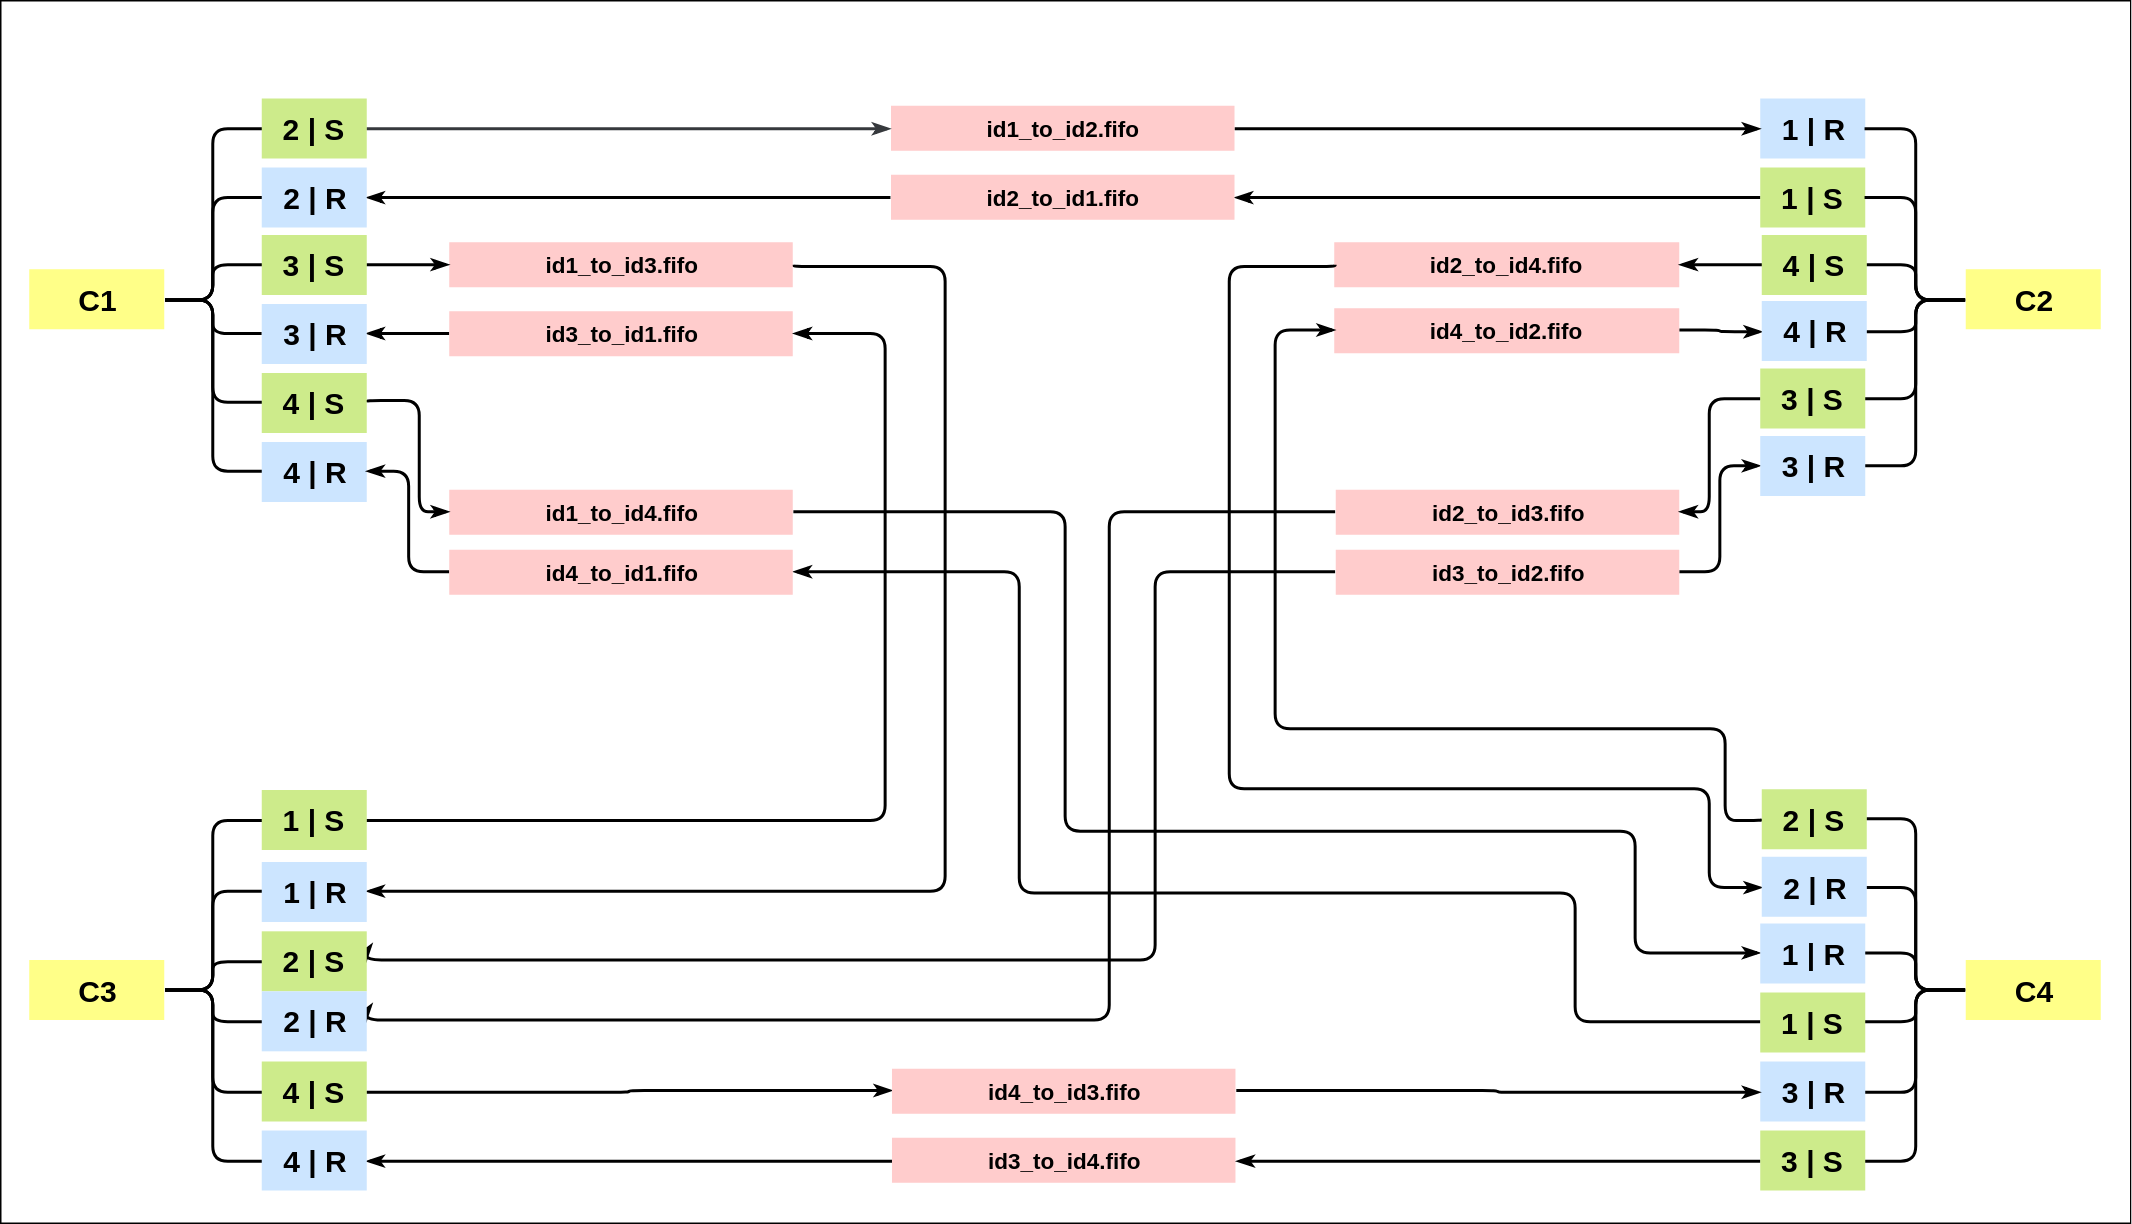 2 | S
id1_to_id2.fifo
1 | R
2 | R
id2_to_id1.fifo
1 | S
3 | S
id1_to_id3.fifo
id2_to_id4.fifo
4 | S
C1
C2
3 | R
id3_to_id1.fifo
id4_to_id2.fifo
4 | R
4 | S
3 | S
4 | R
3 | R
id1_to_id4.fifo
id2_to_id3.fifo
id4_to_id1.fifo
id3_to_id2.fifo
1 | S
2 | S
1 | R
2 | R
2 | S
1 | R
C3
C4
2 | R
1 | S
4 | S
id4_to_id3.fifo
3 | R
4 | R
id3_to_id4.fifo
3 | S